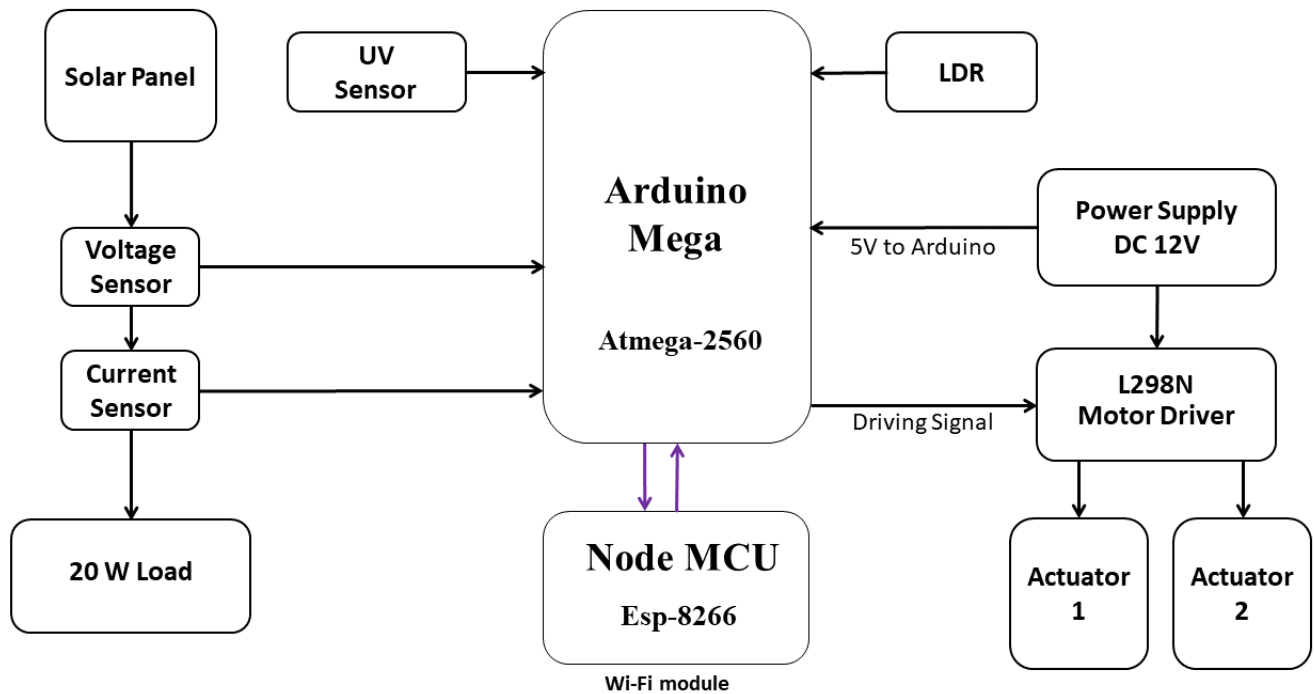 Solar Panel
UV
Sensor
LDR
Arduino
Mega
Atmega-2560
Power Supply
DC 12V
5V to Arduino
Voltage
Sensor
Current
Sensor
L298N
Motor Driver
Driving Signal
20 W Load
Node MCU
Esp-8266
Wi-Fi module
Actuator
1
Actuator
2